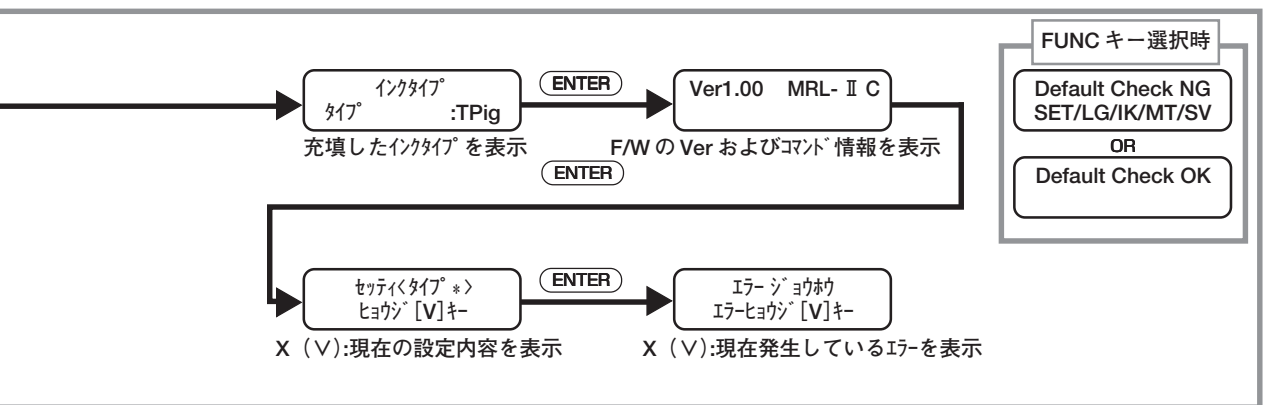 FUNC キー選択時
Default Check NG
SET/LG/IK/MT/SV
OR
Default Check OK
ｲﾝｸﾀｲﾌﾟ
ﾀｲﾌﾟ :TPig
ENTER
Ver1.00 MRL- Ⅱ C
充填したｲﾝｸﾀｲﾌﾟを表示
F/W の Ver およびｺﾏﾝﾄﾞ情報を表示
ENTER
ｾｯﾃｨ<ﾀｲﾌﾟ*>
ﾋｮｳｼﾞ[V]ｷｰ
ENTER
ｴﾗｰ ｼﾞｮｳﾎｳ
ｴﾗｰﾋｮｳｼﾞ[V]ｷｰ
X（∨）:現在の設定内容を表示
X（∨）:現在発生しているｴﾗｰを表示